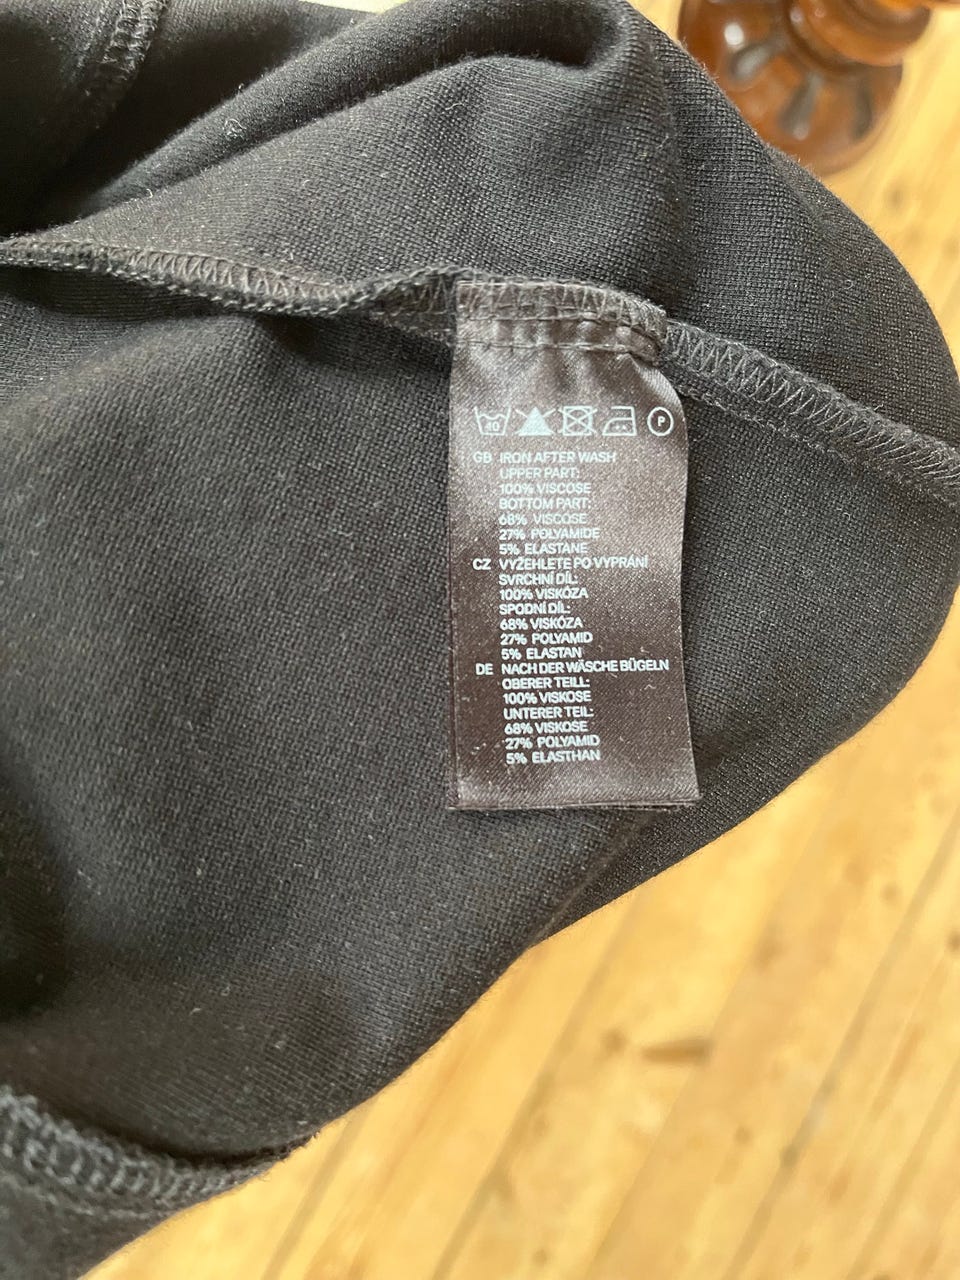 40 P
GB IRON AFTER WASH
UPPER PART:
100% VISCOSE
BOTTOM PART:
68% VISCOSE
27% POLYAMIDE
5% ELASTANE
CZ VYŽEHLETE PO VYPRÁNÍ
SVRCHNÍ DÍL:
100% VISKÓZA
SPODNÍ DÍL:
68% VISKÓZA
27% POLYAMID
5% ELASTAN
DE NACH DER WÄSCHE BÜGELN
OBERER TEILL:
100% VISKOSE
UNTERER TEIL:
68% VISKOSE
27% POLYAMID
5% ELASTHAN